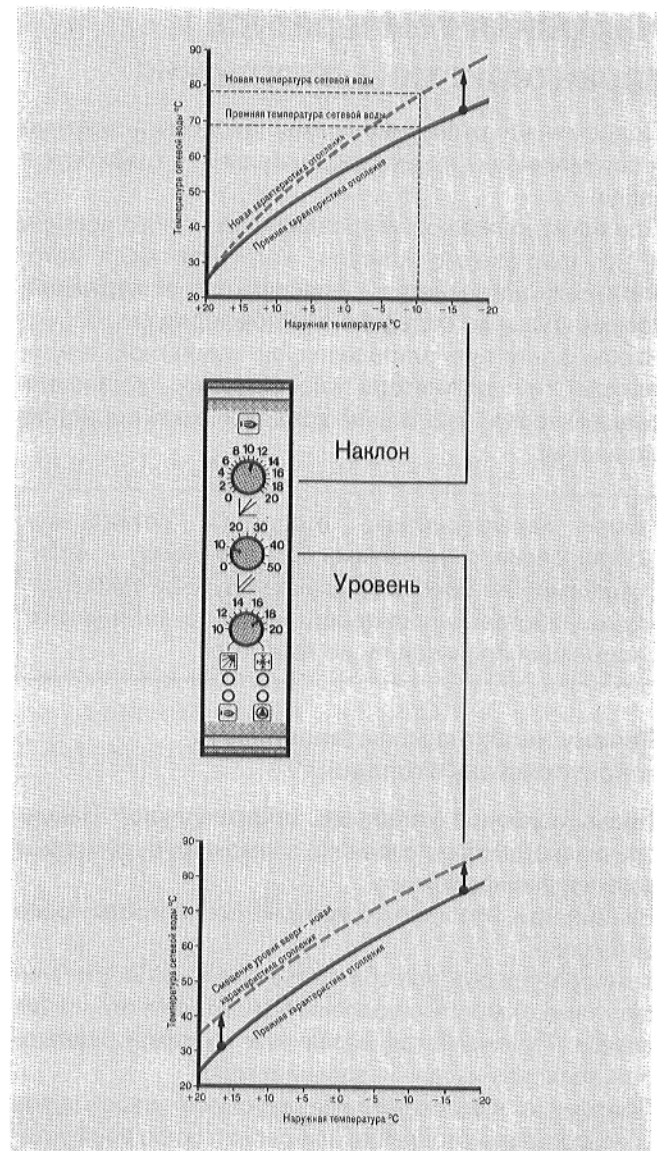 90
80
70
60
50
40
30
20
Температура сетевой воды °C
Новая температура сетевой воды
Премняя температура сетевой воды
Новая характеристика отопления
Прежняя характеристика отопления
+20 +15 +10 +5 ±0 -5 -10 -15 -20
Наружная температура °C
8 10 12
6 14
4 16
2 18
0 20
Наклон
20 30
10 40
0 50
Уровень
14 16
12 18
10 20
90
80
70
60
50
40
30
20
Температура сетевой воды °C
Смещение уровня вверх – новая
характеристика отопления
Прежняя характеристика отопления
+20 +15 +10 +5 ±0 -5 -10 -15 -20
Наружная температура °C